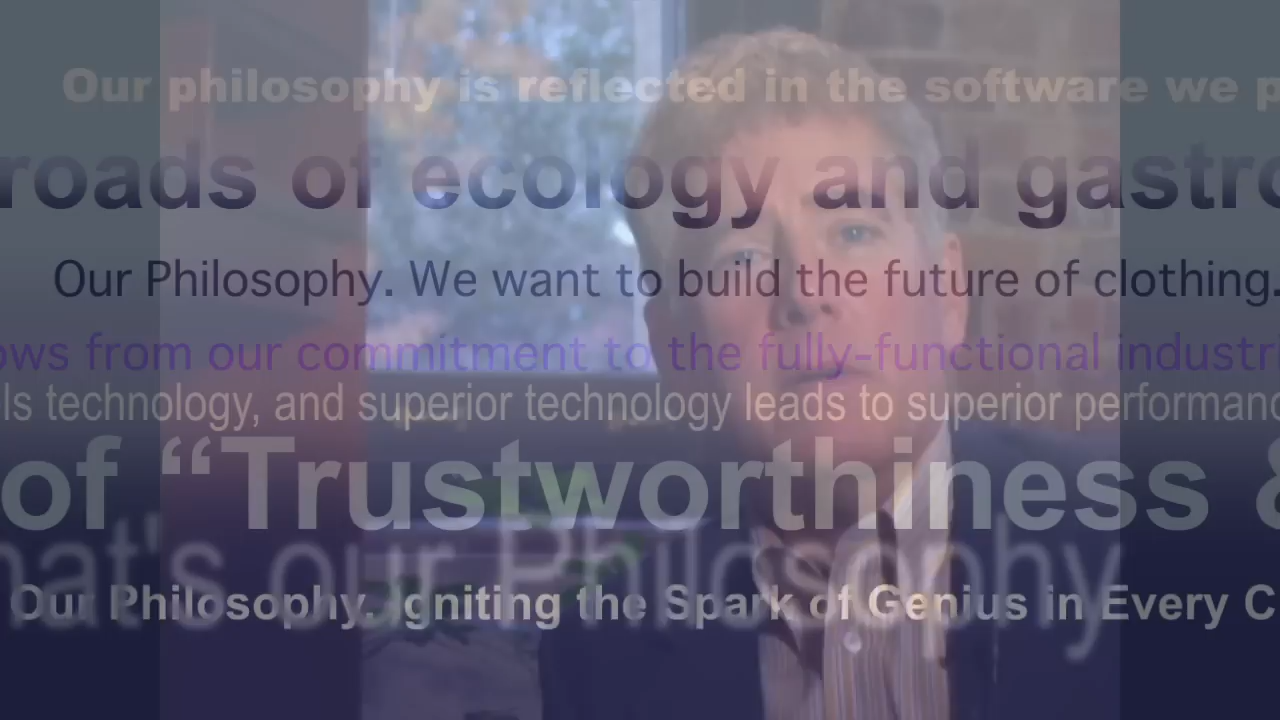 Our philosophy is reflected in the software we p
roads of ecology and gastro
Our Philosophy. We want to build the future of clothing.
ows from our commitment to the fully-functional industr
ls technology, and superior technology leads to superior performanc
of “Trustworthiness &
hat's our Philosophy
Our Philosophy. Igniting the Spark of Genius in Every C